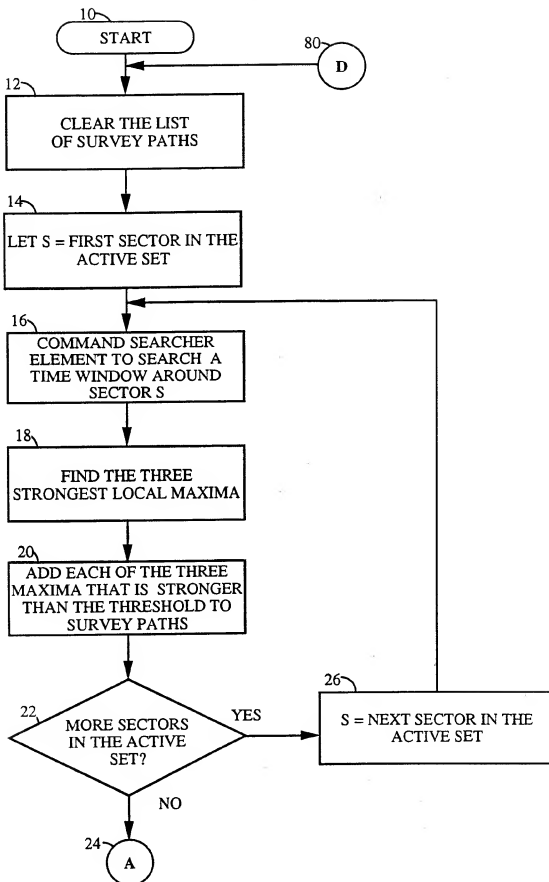 10
START
80
D
12
CLEAR THE LIST
OF SURVEY PATHS
14
LET S = FIRST SECTOR IN THE
ACTIVE SET
16
COMMAND SEARCHER
ELEMENT TO SEARCH A
TIME WINDOW AROUND
SECTOR S
18
FIND THE THREE
STRONGEST LOCAL MAXIMA
20
ADD EACH OF THE THREE
MAXIMA THAT IS STRONGER
THAN THE THRESHOLD TO
SURVEY PATHS
22
MORE SECTORS
IN THE ACTIVE
SET?
YES
26
S = NEXT SECTOR IN THE
ACTIVE SET
NO
24
A